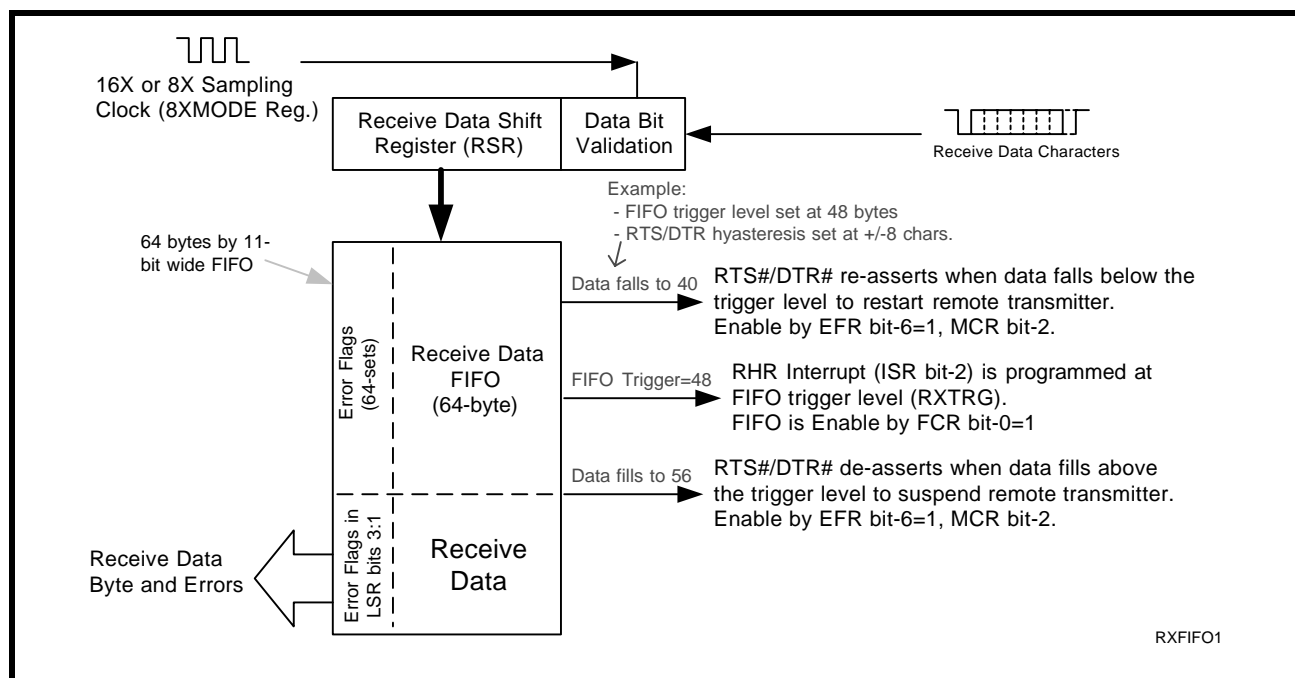 16X or 8X Sampling
Clock (8XMODE Reg.)
Receive Data Shift
Register (RSR)
Data Bit
Validation
Receive Data Characters
Example:
- FIFO trigger level set at 48 bytes
- RTS/DTR hyasteresis set at +/-8 chars.
64 bytes by 11-
bit wide FIFO
Error Flags
(64-sets)
Receive Data
FIFO
(64-byte)
Data falls to 40
RTS#/DTR# re-asserts when data falls below the
trigger level to restart remote transmitter.
Enable by EFR bit-6=1, MCR bit-2.
FIFO Trigger=48
RHR Interrupt (ISR bit-2) is programmed at
FIFO trigger level (RXTRG).
FIFO is Enable by FCR bit-0=1
Data fills to 56
RTS#/DTR# de-asserts when data fills above
the trigger level to suspend remote transmitter.
Enable by EFR bit-6=1, MCR bit-2.
Error Flags in
LSR bits 3:1
Receive
Data
Receive Data
Byte and Errors
RXFIFO1